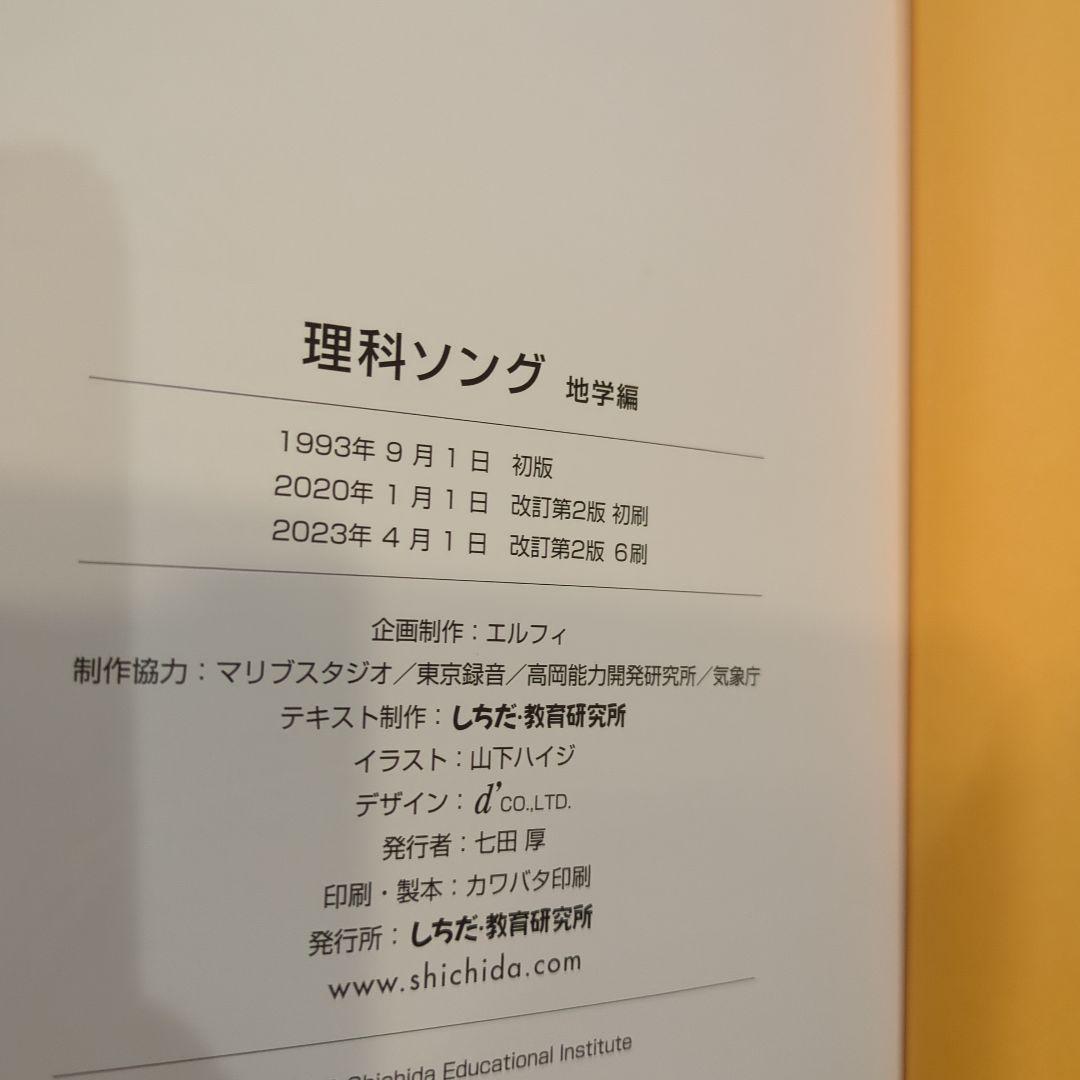 理科ソング 地学編
1993年 9 月 1 日 初版
2020年 1 月 1 日 改訂第2版 初刷
2023年 4 月 1 日 改訂第2版 6刷
企画制作：エルフィ
制作協力：マリブスタジオ／東京録音／高岡能力開発研究所／気象庁
テキスト制作：しちだ・教育研究所
イラスト：山下ハイジ
デザイン：d’CO.,LTD.
発行者：七田 厚
印刷・製本：カワバタ印刷
発行所：しちだ・教育研究所
www.shichida.com
Shichida Educational Institute